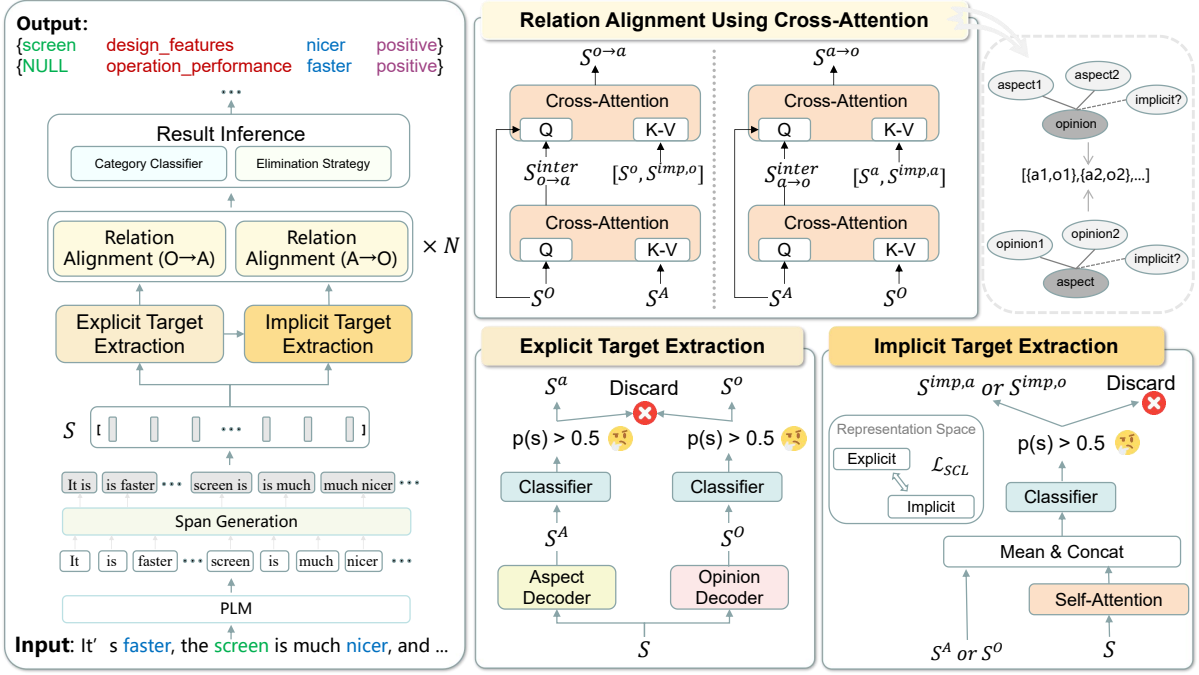 Output:
{screen design_features nicer positive}
{NULL operation_performance faster positive}
...
Result Inference
Category Classifier Elimination Strategy
Relation Alignment (O→A) Relation Alignment (A→O) × N
Explicit Target Extraction Implicit Target Extraction
S [ ... ]
It is is faster ... screen is is much much nicer ...
Span Generation
It is faster ... screen is much nicer ...
PLM
Input: It' s faster, the screen is much nicer, and ...
Relation Alignment Using Cross-Attention
S^{o→a}
Cross-Attention
Q K-V
S^{inter}_{o→a} [S^o, S^{imp,o}]
Cross-Attention
Q K-V
S^O S^A
S^{a→o}
Cross-Attention
Q K-V
S^{inter}_{a→o} [S^a, S^{imp,a}]
Cross-Attention
Q K-V
S^A S^O
aspect1 aspect2 implicit?
opinion
[{a1,o1},{a2,o2},...]
opinion1 opinion2 implicit?
aspect
Explicit Target Extraction
S^a Discard S^o
p(s) > 0.5 p(s) > 0.5
Classifier Classifier
S^A S^O
Aspect Decoder Opinion Decoder
S
Implicit Target Extraction
S^{imp,a} or S^{imp,o} Discard
p(s) > 0.5
Representation Space
Explicit ℒ_{SCL}
Implicit
Classifier
Mean & Concat
Self-Attention
S^A or S^O S